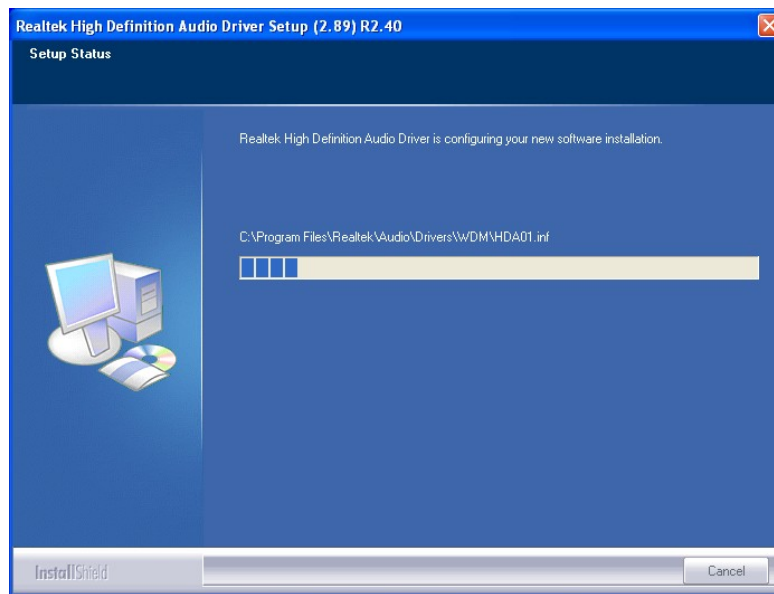 Realtek High Definition Audio Driver Setup (2.89) R2.40
Setup Status
Realtek High Definition Audio Driver is configuring your new software installation.
C:\Program Files\Realtek\Audio\Drivers\WDM\HDA01.inf
InstallShield
Cancel